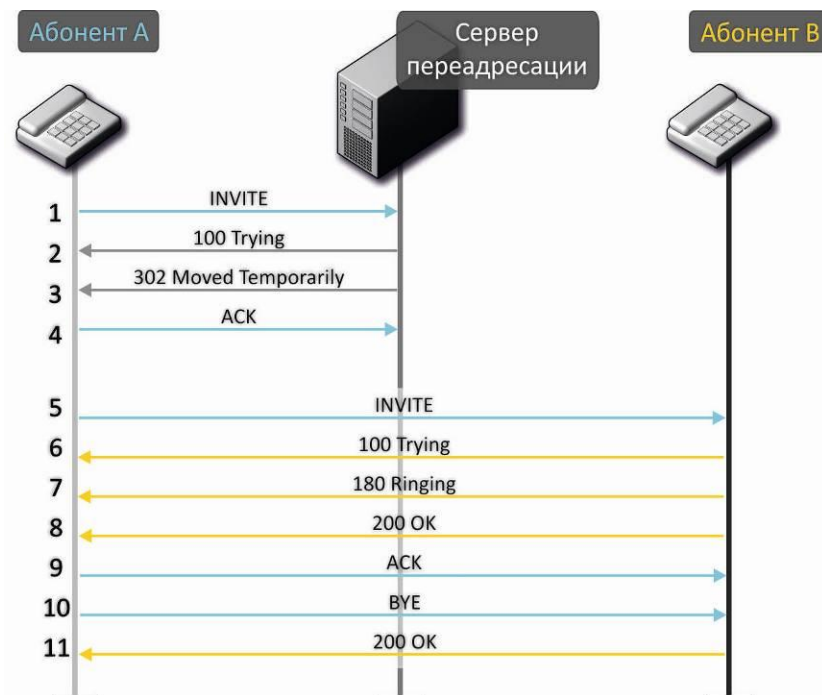 Абонент А
Сервер
переадресации
Абонент В
1 INVITE
2 100 Trying
3 302 Moved Temporarily
4 ACK
5 INVITE
6 100 Trying
7 180 Ringing
8 200 OK
9 ACK
10 BYE
11 200 OK